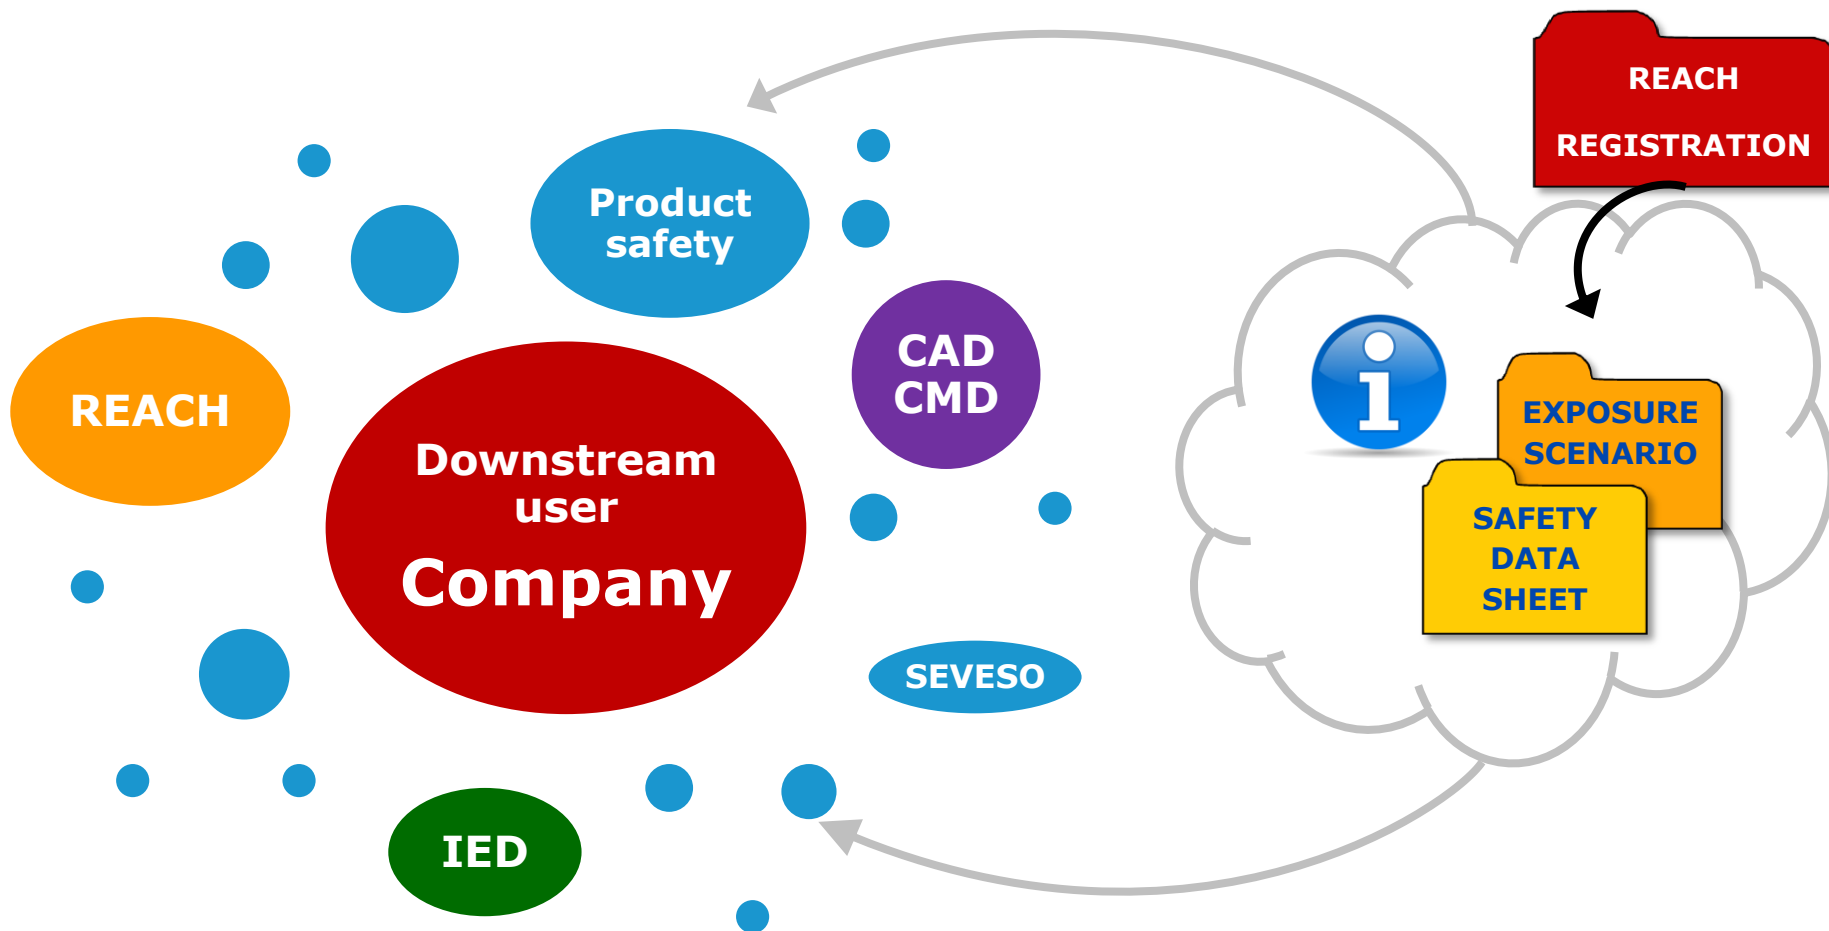 REACH
REGISTRATION
Product
safety
CAD
CMD
REACH
Downstream
user
Company
EXPOSURE
SCENARIO
SAFETY
DATA
SHEET
SEVESO
IED